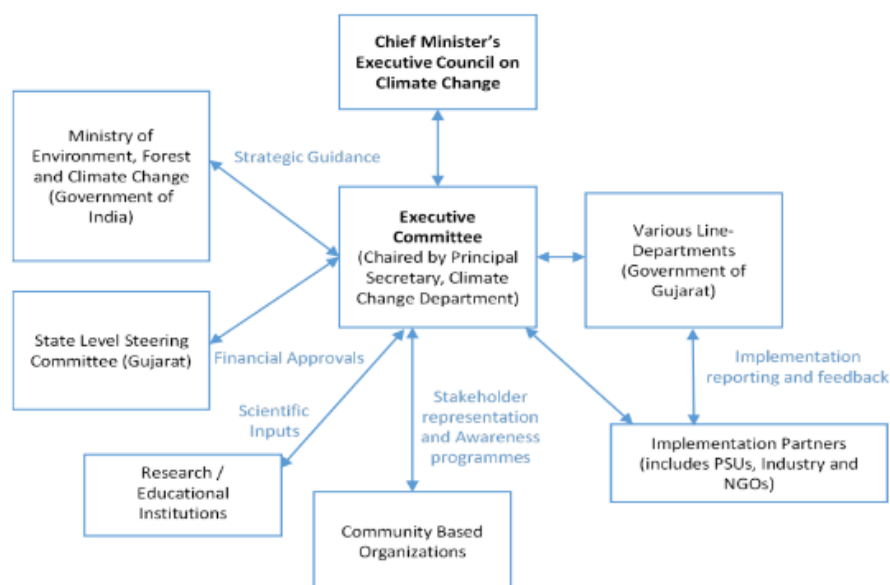 Chief Minister's
Executive Council on
Climate Change
Ministry of
Environment, Forest
and Climate Change
(Government of
India)
Strategic Guidance
Executive
Committee
(Chaired by Principal
Secretary, Climate
Change Department)
Various Line-
Departments
(Government of
Gujarat)
State Level Steering
Committee (Gujarat)
Financial Approvals
Implementation
reporting and feedback
Scientific
Inputs
Stakeholder
representation
and Awareness
programmes
Research /
Educational
Institutions
Community Based
Organizations
Implementation Partners
(includes PSUs, Industry and
NGOs)